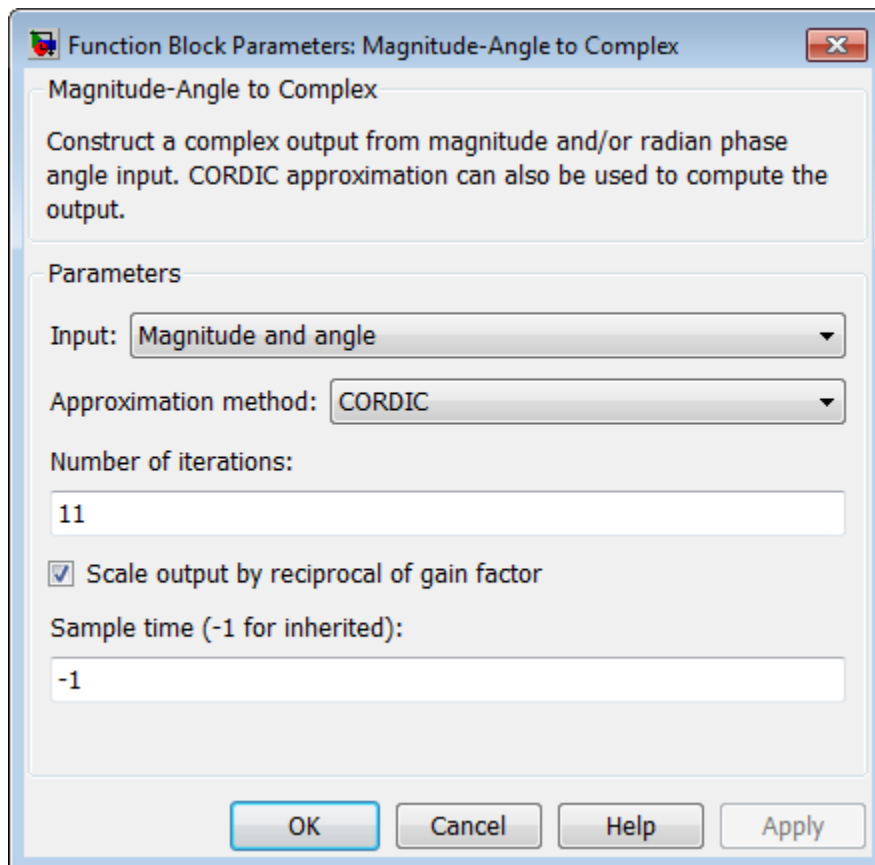 Function Block Parameters: Magnitude-Angle to Complex
Magnitude-Angle to Complex
Construct a complex output from magnitude and/or radian phase
angle input. CORDIC approximation can also be used to compute the
output.
Parameters
Input: Magnitude and angle
Approximation method: CORDIC
Number of iterations:
11
Scale output by reciprocal of gain factor
Sample time (-1 for inherited):
-1
OK Cancel Help Apply